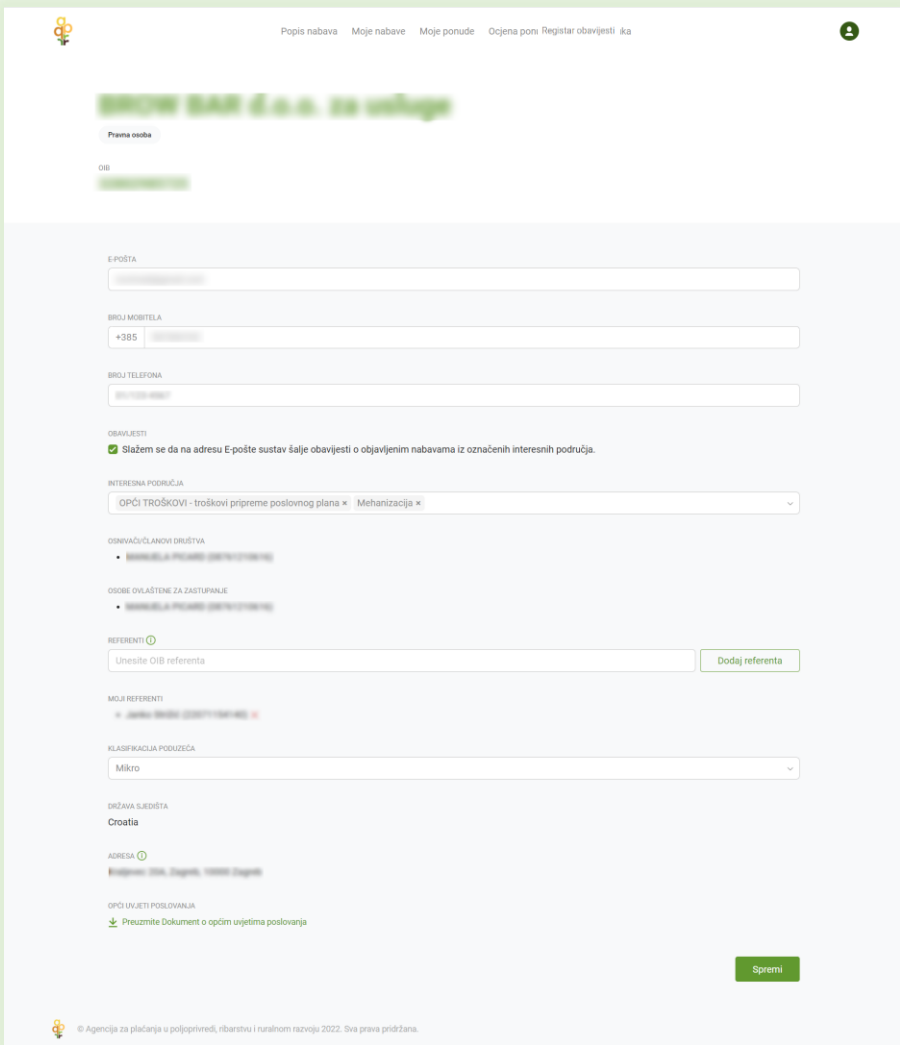 Popis nabava Moje nabave Moje ponude Ocjena poni Registar obavijesti ika
Pravna osoba
OIB
E-POŠTA
BROJ MOBITELA
+385
BROJ TELEFONA
OBAVIJESTI
Slažem se da na adresu E-pošte sustav šalje obavijesti o objavljenim nabavama iz označenih interesnih područja.
INTERESNA PODRUČJA
OPĆI TROŠKOVI - troškovi pripreme poslovnog plana × Mehanizacija ×
OSNIVAČI/ČLANOVI DRUŠTVA
OSOBE OVLAŠTENE ZA ZASTUPANJE
REFERENTI
Unesite OIB referenta Dodaj referenta
MOJI REFERENTI
KLASIFIKACIJA PODUZEĆA
Mikro
DRŽAVA SJEDIŠTA
Croatia
ADRESA
OPĆI UVJETI POSLOVANJA
Preuzmite Dokument o općim uvjetima poslovanja
Spremi
© Agencija za plaćanja u poljoprivredi, ribarstvu i ruralnom razvoju 2022. Sva prava pridržana.